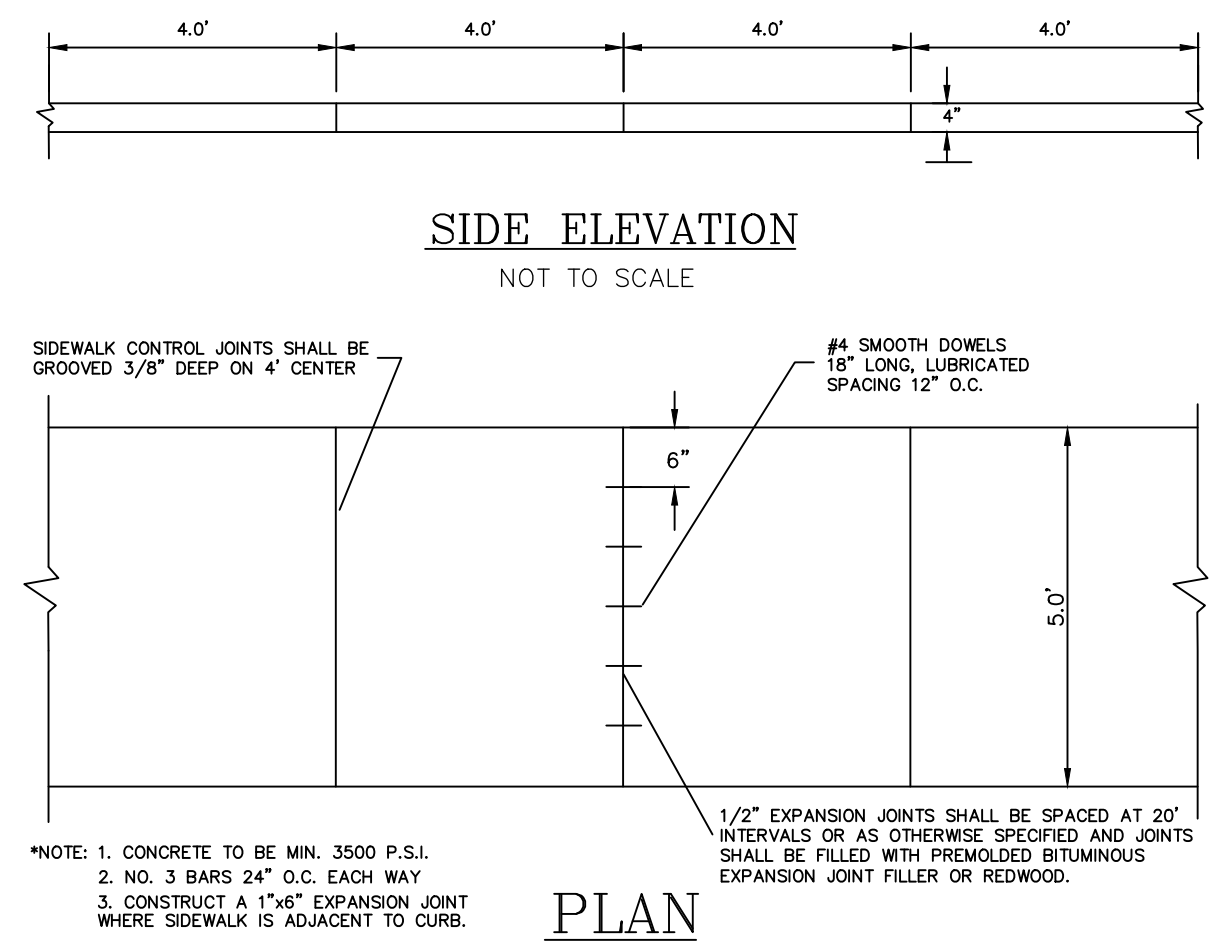 4.0' 4.0' 4.0' 4.0'
4"
SIDE ELEVATION
NOT TO SCALE
SIDEWALK CONTROL JOINTS SHALL BE
GROOVED 3/8" DEEP ON 4' CENTER
#4 SMOOTH DOWELS
18" LONG, LUBRICATED
SPACING 12" O.C.
6"
5.0'
1/2" EXPANSION JOINTS SHALL BE SPACED AT 20'
INTERVALS OR AS OTHERWISE SPECIFIED AND JOINTS
SHALL BE FILLED WITH PREMOLDED BITUMINOUS
EXPANSION JOINT FILLER OR REDWOOD.
*NOTE: 1. CONCRETE TO BE MIN. 3500 P.S.I.
2. NO. 3 BARS 24" O.C. EACH WAY
3. CONSTRUCT A 1"x6" EXPANSION JOINT
WHERE SIDEWALK IS ADJACENT TO CURB.
PLAN